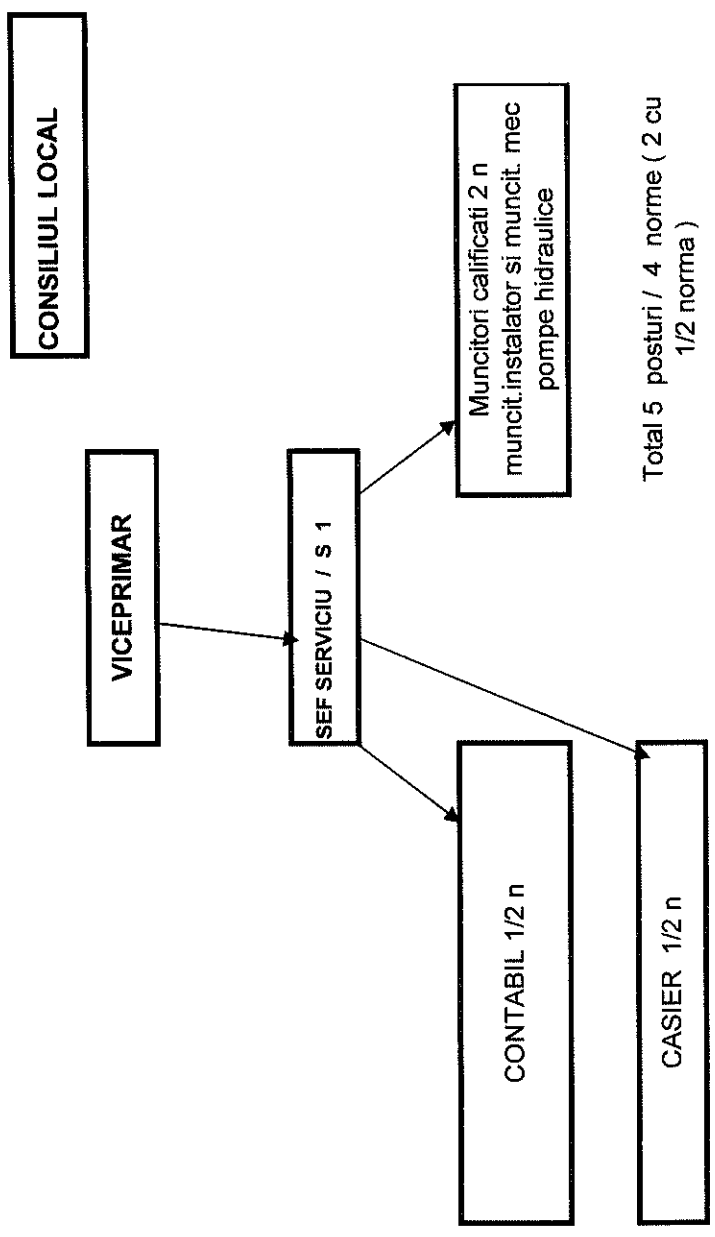 CONSILIUL LOCAL
VICEPRIMAR
SEF SERVICIU / S 1
CONTABIL 1/2 n
Muncitori calificati 2 n
muncit.instalator si muncit. mec
pompe hidraulice
CASIER 1/2 n
Total 5 posturi / 4 norme ( 2 cu
1/2 norma )